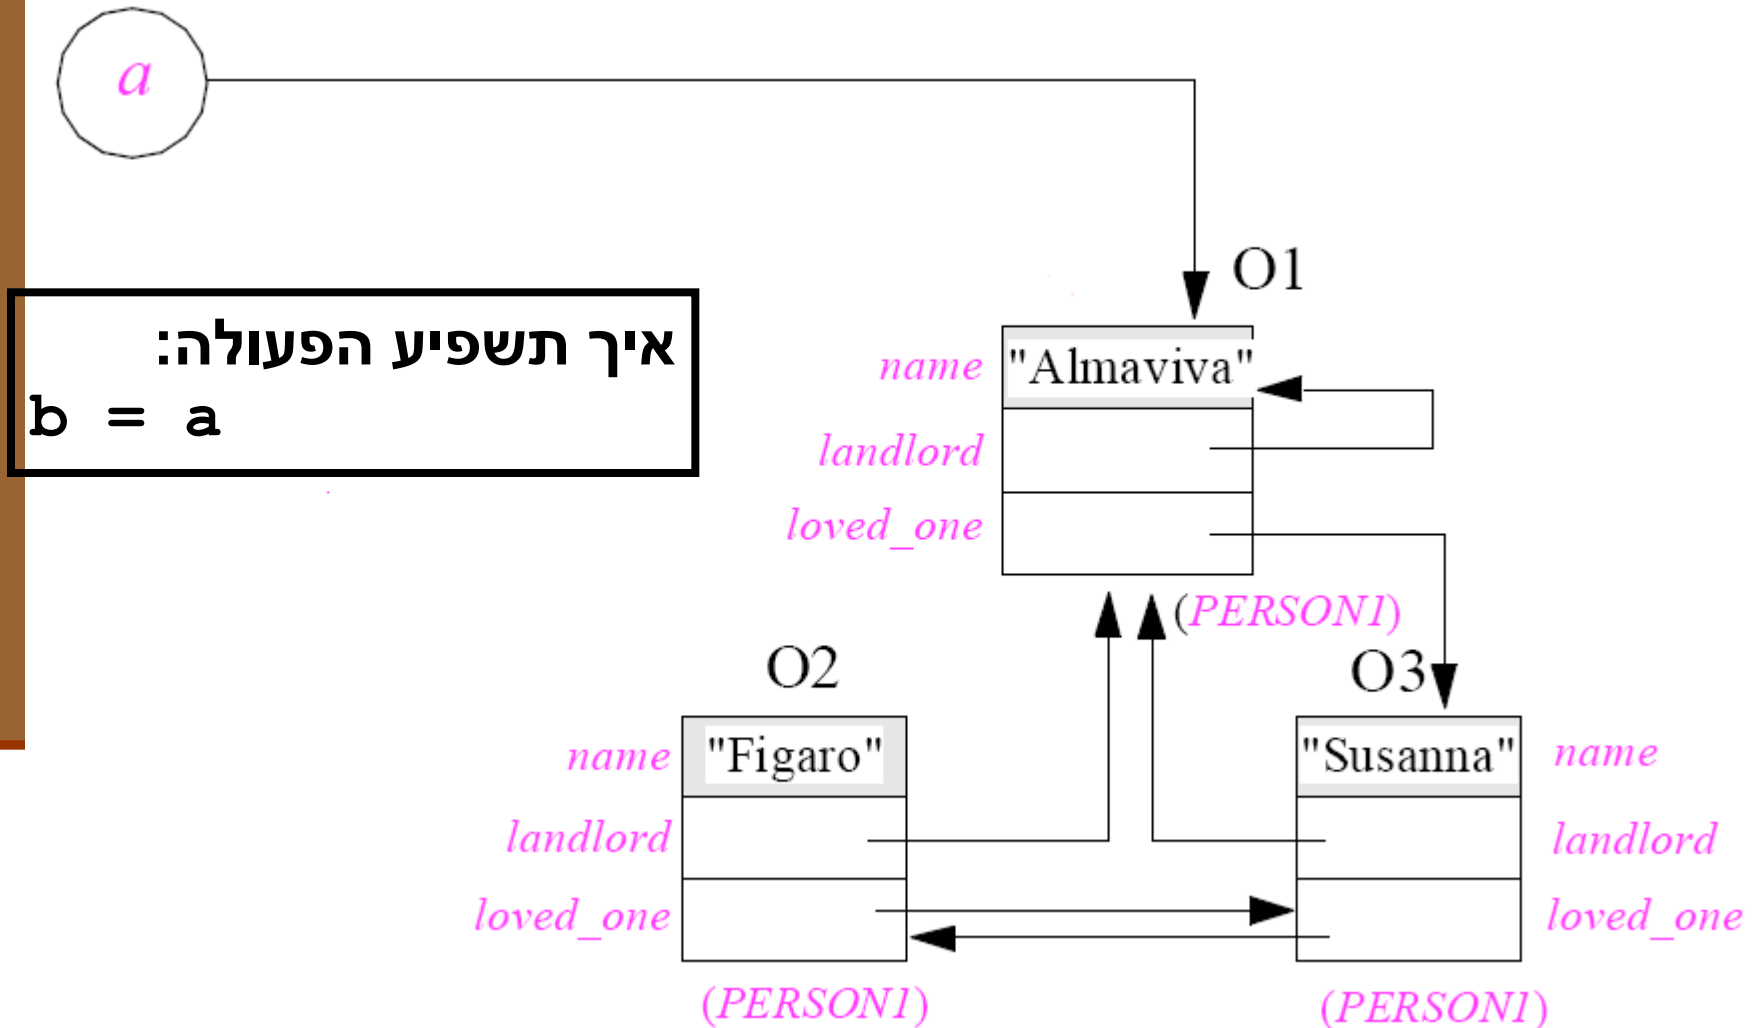 a
O1
איך תשפיע הפעולה:
b = a
name "Almaviva"
landlord
loved_one
(PERSON1)
O2 O3
name "Figaro" "Susanna" name
landlord landlord
loved_one loved_one
(PERSON1) (PERSON1)